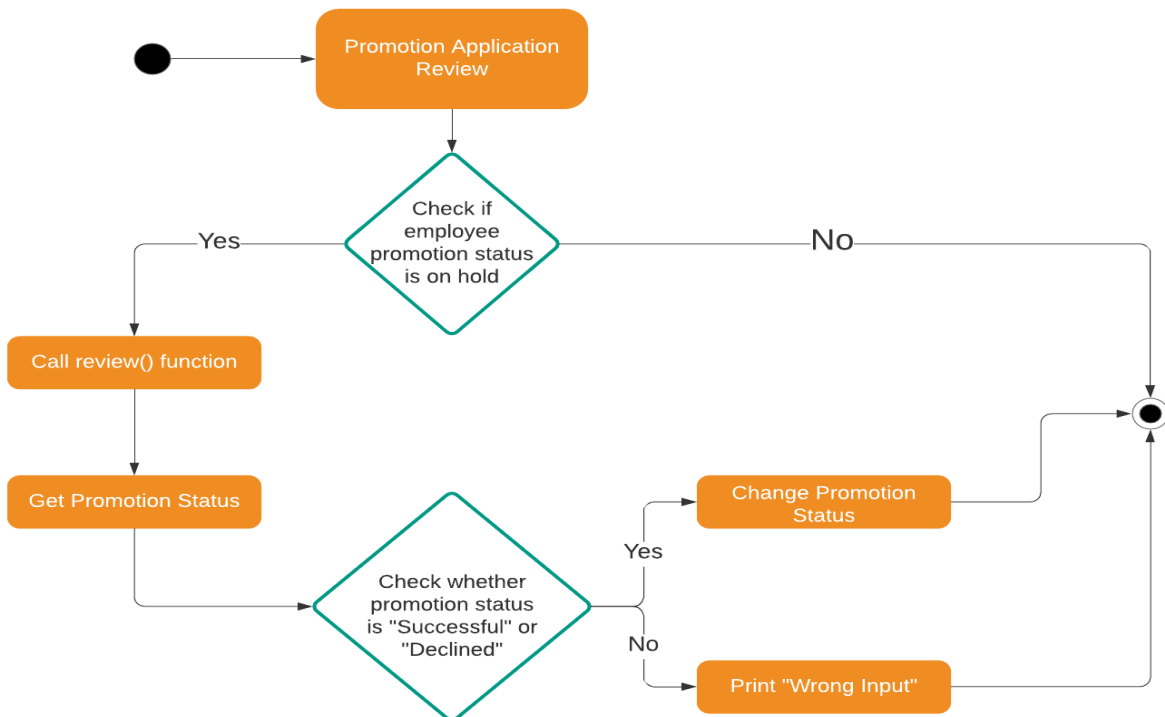 Promotion Application
Review
Check if
employee
promotion status
is on hold
Yes
No
Call review() function
Get Promotion Status
Check whether
promotion status
is "Successful" or
"Declined"
Yes
Change Promotion
Status
No
Print "Wrong Input"